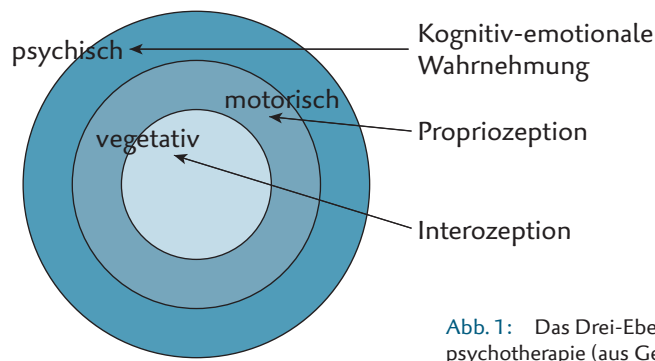 psychisch
Kognitiv-emotionale
Wahrnehmung
motorisch
Propriozeption
vegetativ
Interozeption
Abb. 1: Das Drei-Ebe
psychotherapie (aus Ge